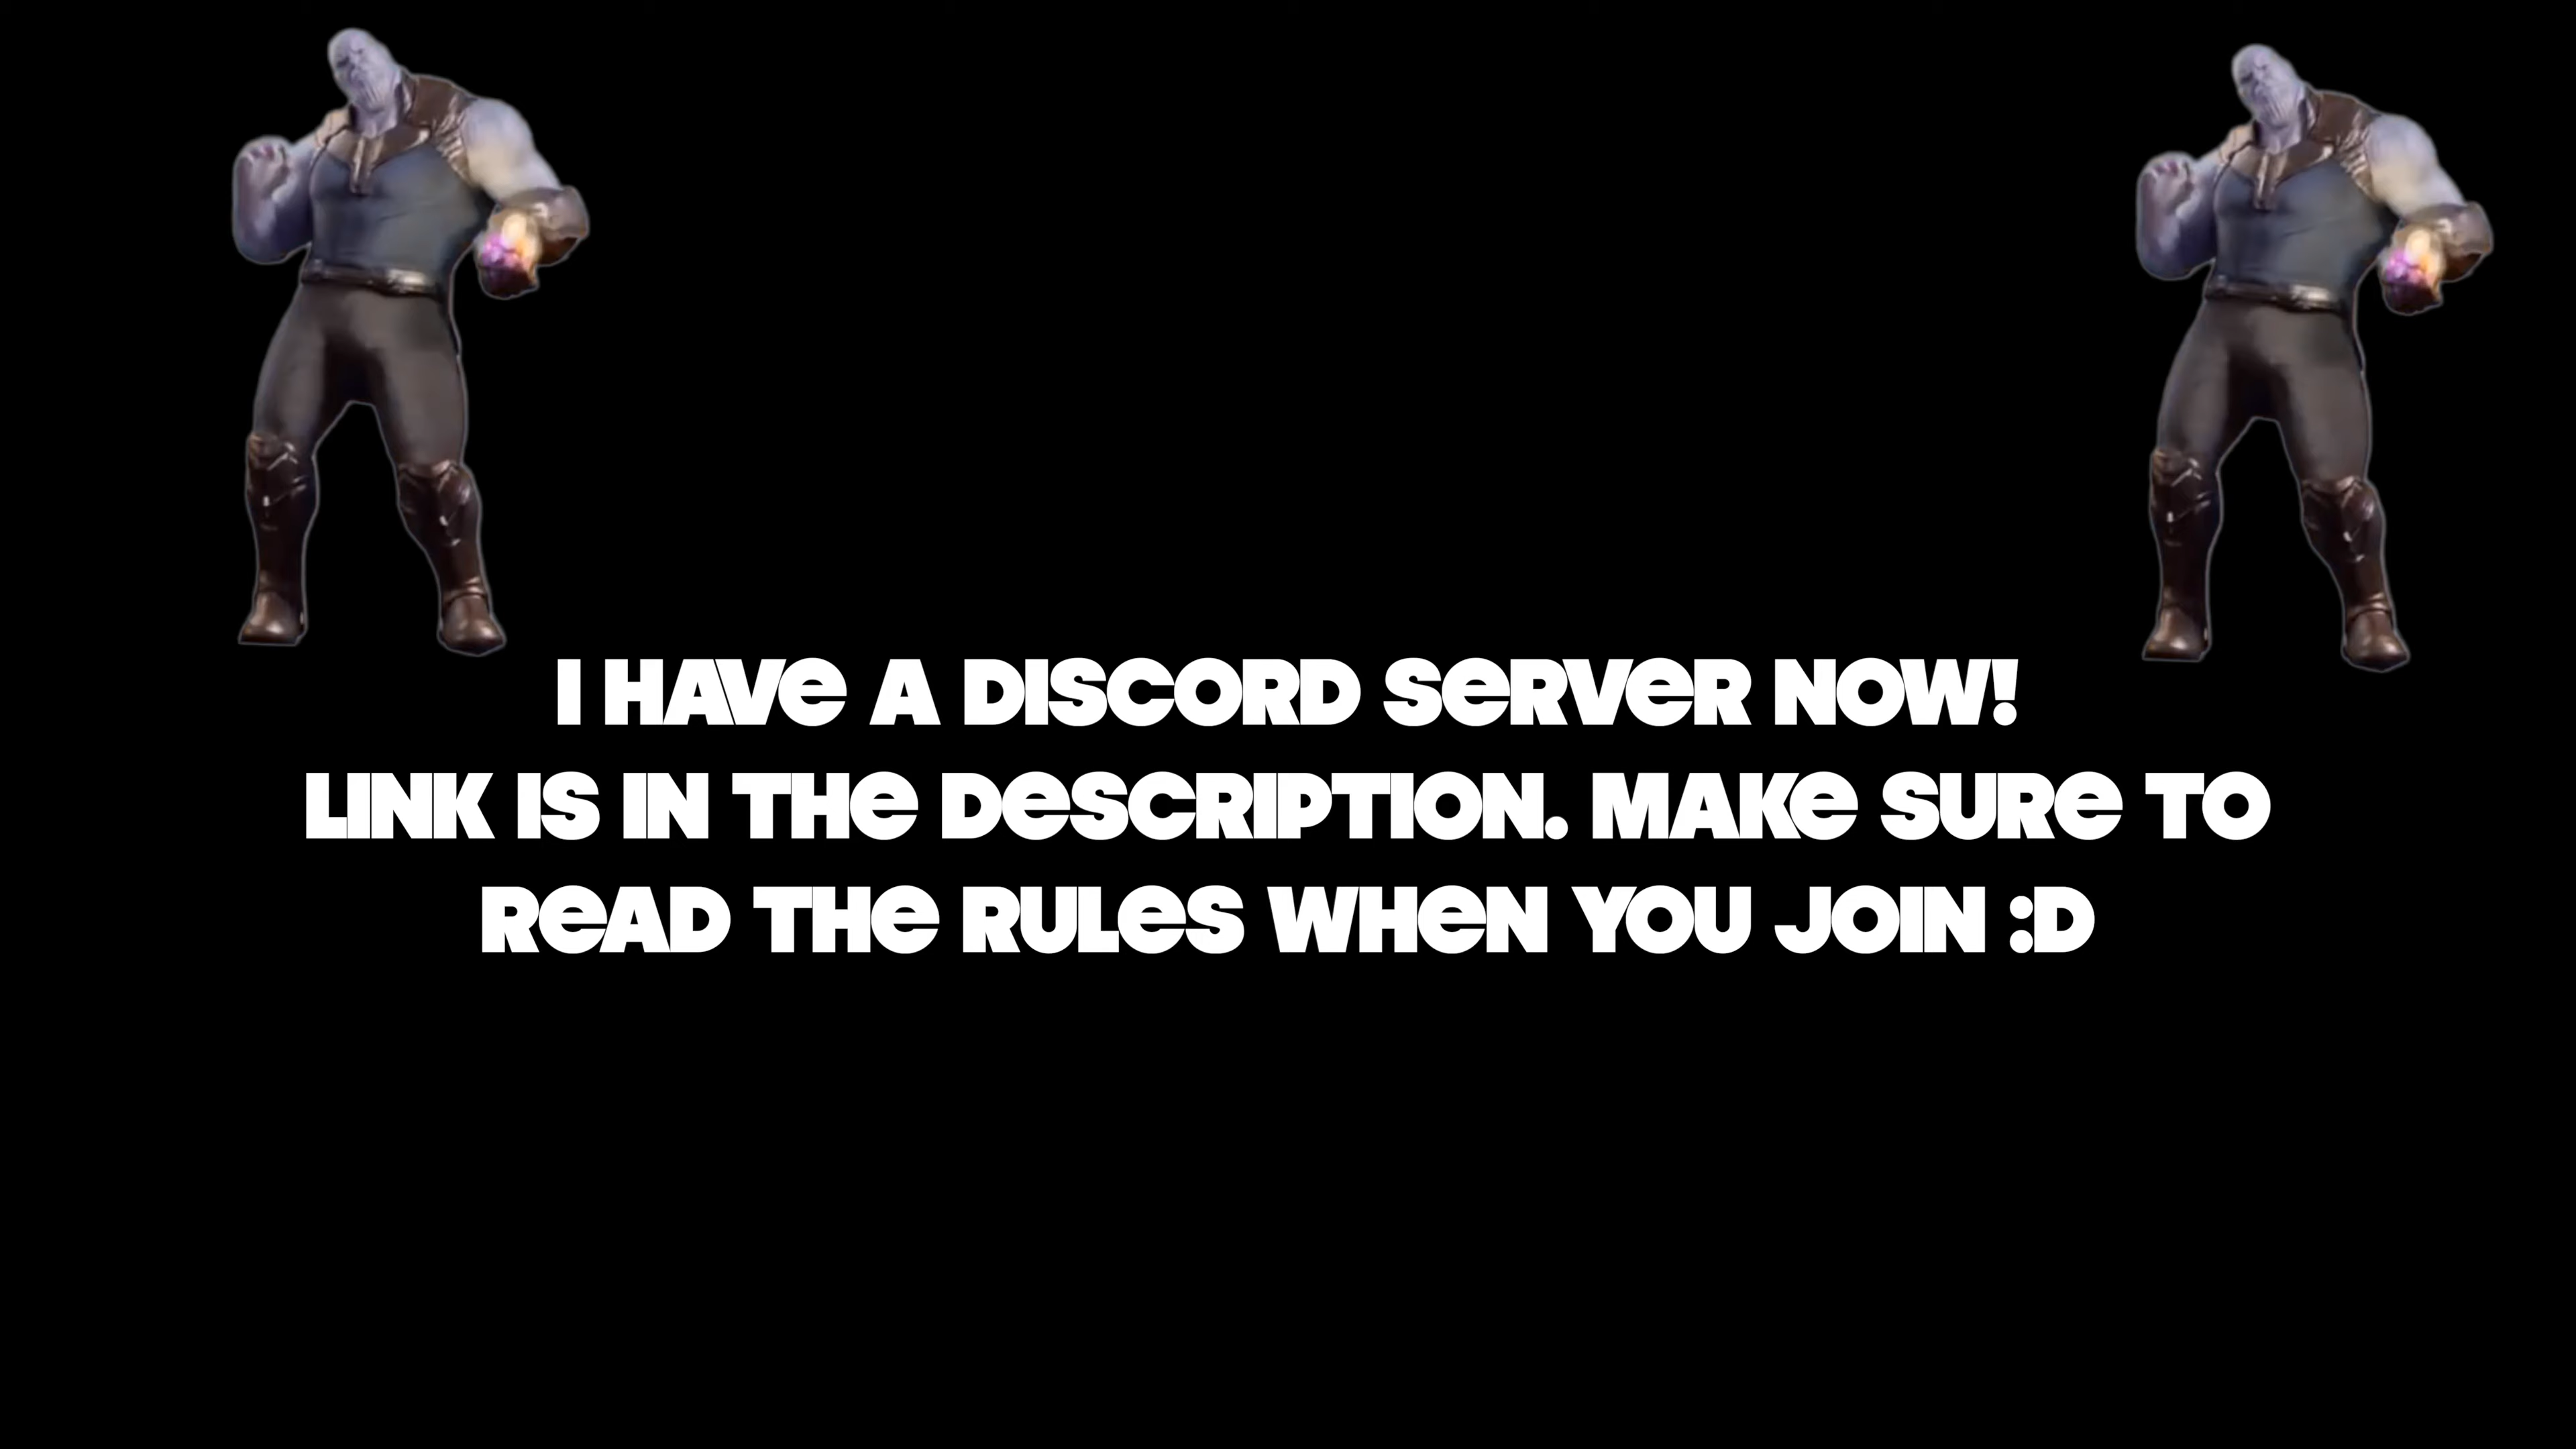 I HAVe A DISCORD SeRVeR NOW!
LINK IS IN THe DeSCRIPTION. MAKe SURe TO
ReAD THe RULeS WHeN YOU JOIN :D